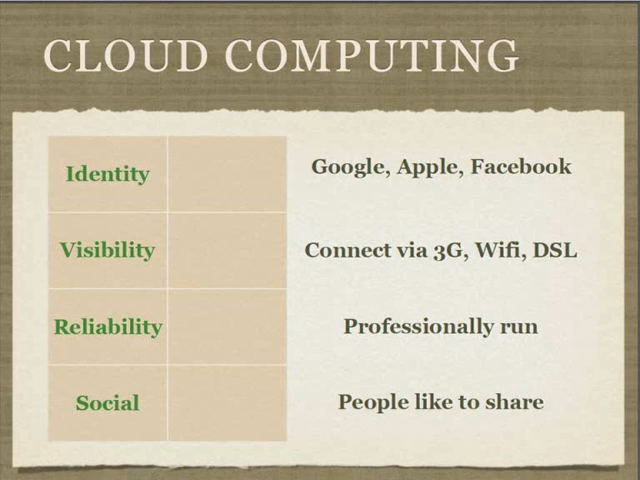 CLOUD COMPUTING
Identity Google, Apple, Facebook
Visibility Connect via 3G, Wifi, DSL
Reliability Professionally run
Social People like to share